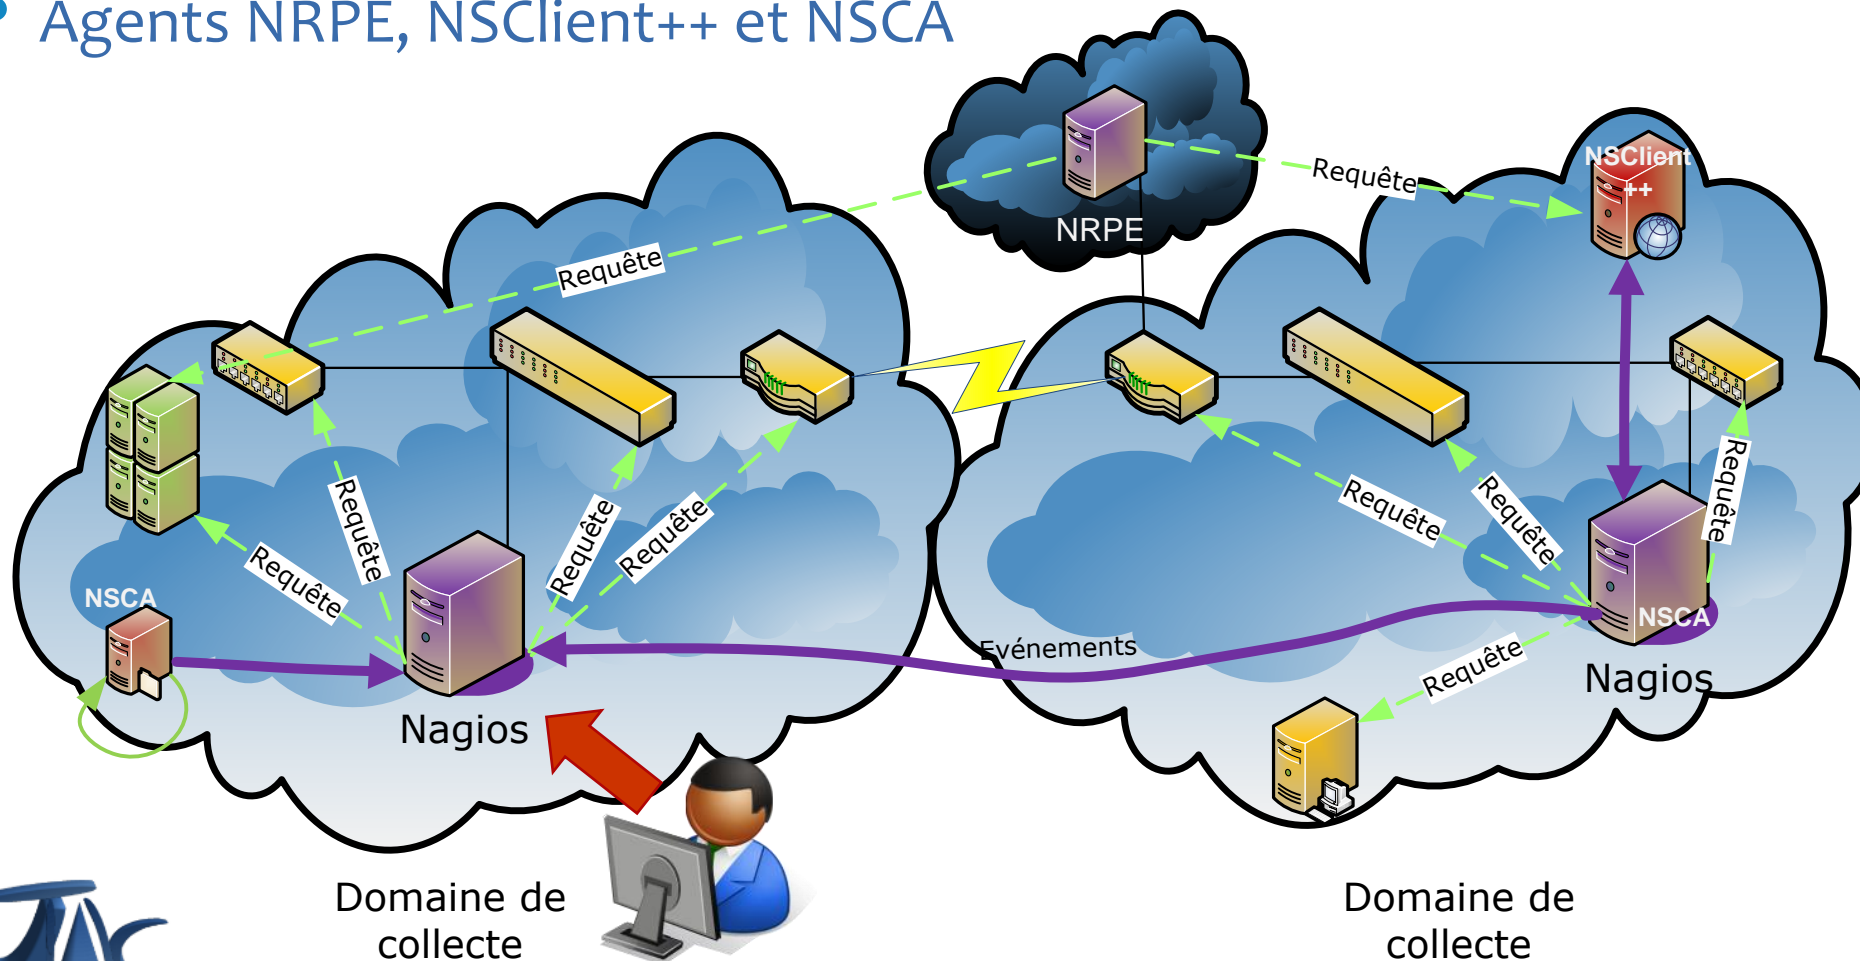 Agents NRPE, NSClient++ et NSCA
NSClient
++
Requête
NRPE
Requête
Requête
Requête
Requête
Requête
Requête
Requête
Requête
Requête
NSCA
NSCA
Evénements
Requête
Nagios
Nagios
Domaine de
collecte
Domaine de
collecte